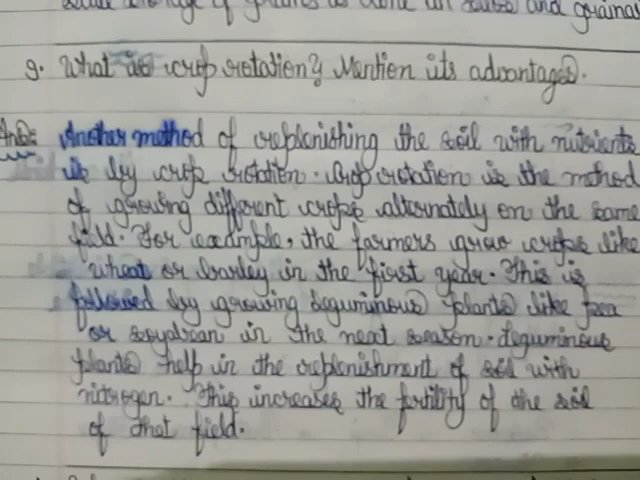 and grains
9. What is crop rotation? Mention its advantages.
Ans: Another method of replenishing the soil with nutrients
is by crop rotation. Crop rotation is the method
of growing different crops alternately on the same
field. For example, the farmers grow crops like
wheat or barley in the first year. This is
followed by growing leguminous plants like pea
or soyabean in the next season. Leguminous
plants help in the replenishment of soil with
nitrogen. This increases the fertility of the soil
of that field.